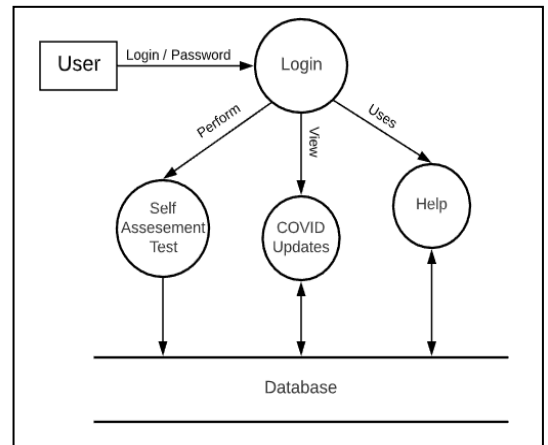 User
Login / Password
Login
Perform
View
Uses
Self
Assesement
Test
COVID
Updates
Help
Database